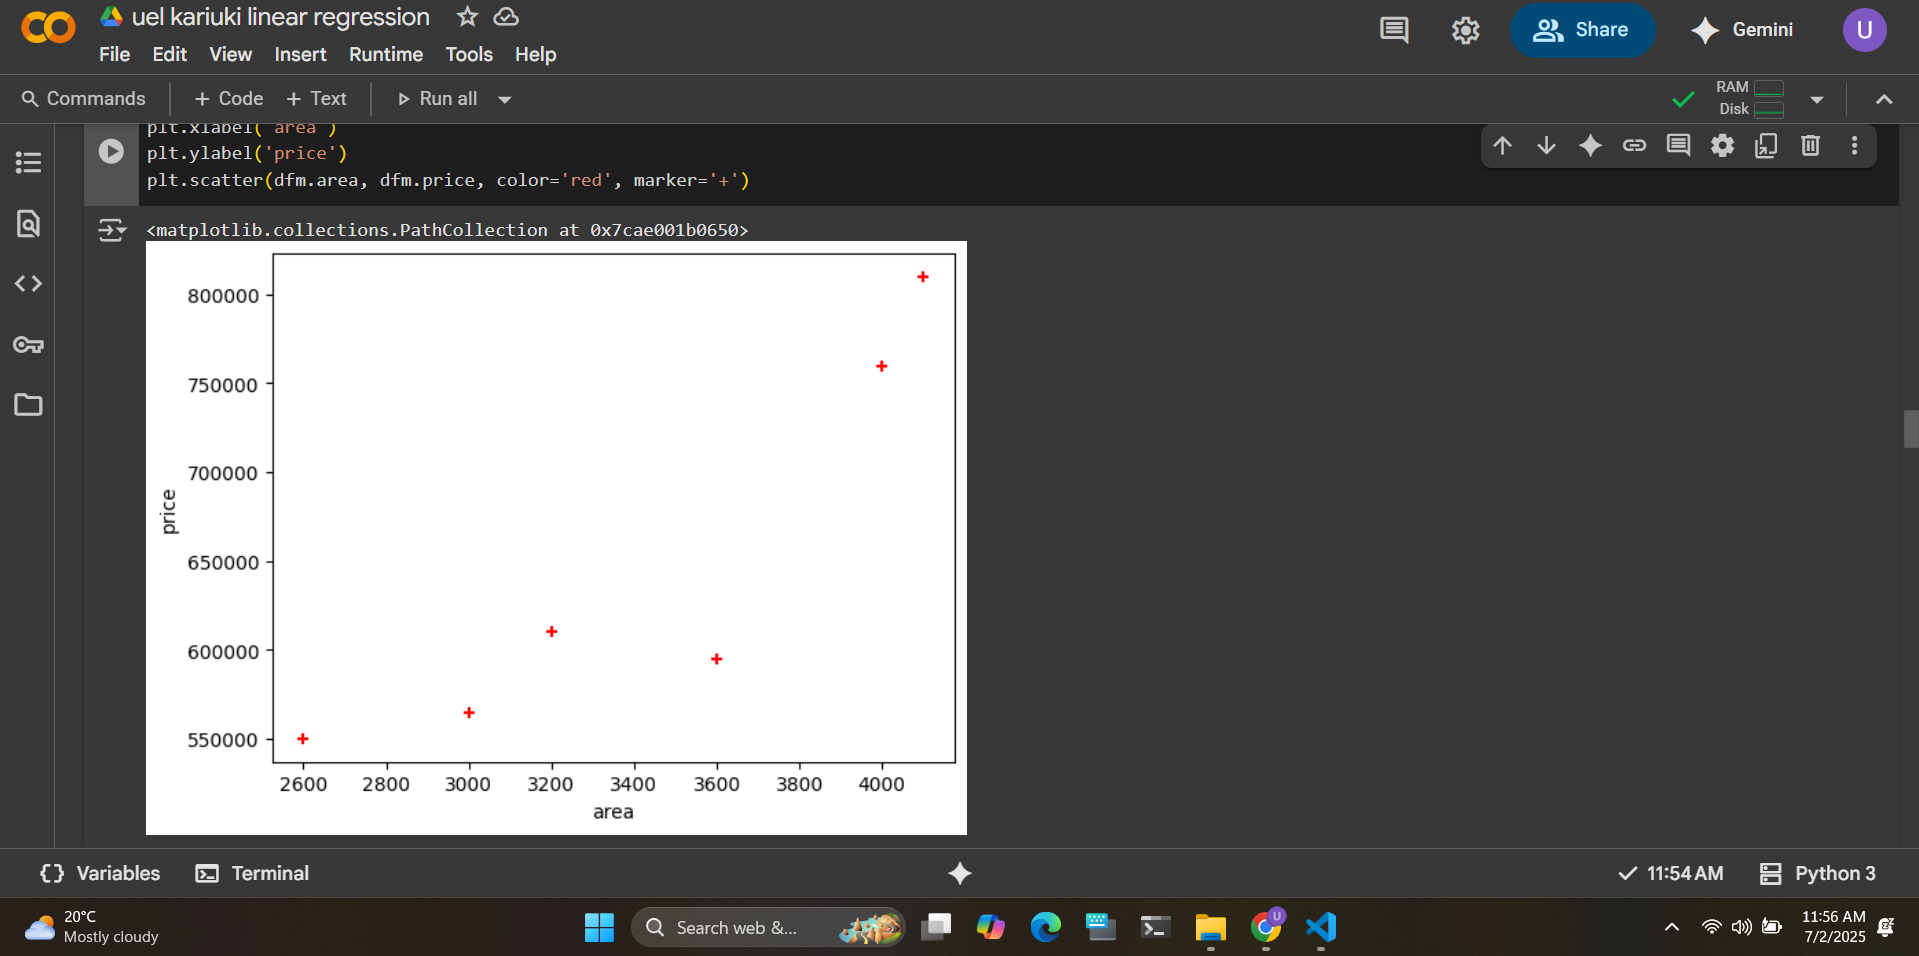 uel kariuki linear regression
File Edit View Insert Runtime Tools Help
Share
Gemini
U
Commands + Code + Text Run all
RAM
Disk
plt.xlabel('area')
plt.ylabel('price')
plt.scatter(dfm.area, dfm.price, color='red', marker='+')
<matplotlib.collections.PathCollection at 0x7cae001b0650>
800000
750000
700000
650000
600000
550000
price
2600 2800 3000 3200 3400 3600 3800 4000
area
Variables Terminal
11:54 AM Python 3
20°C
Mostly cloudy
Search web &...
U
11:56 AM
7/2/2025